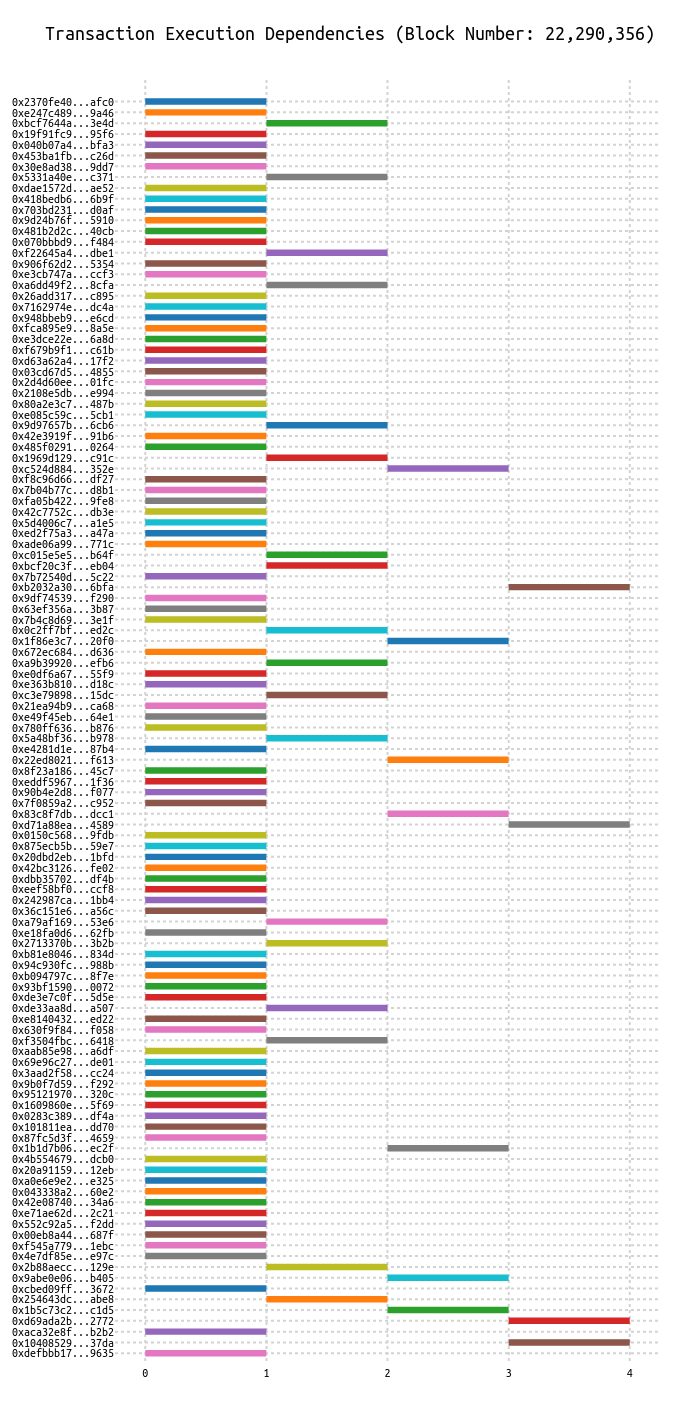 Transaction Execution Dependencies (Block Number: 22,290,356)
0x2370fe40...afc0
0xe247c489...9a46
0xbcf7644a...3e4d
0x19f91fc9...95f6
0x040b07a4...bfa3
0x453ba1fb...c26d
0x30e8ad38...9dd7
0x5331a40e...c371
0xdae1572d...ae52
0x418bedb6...6b9f
0x703bd231...d0af
0x9d24b76f...5910
0x481b2d2c...40cb
0x070bbbd9...f484
0xf22645a4...dbe1
0x906f62d2...5354
0xe3cb747a...ccf3
0xa6dd49f2...8cfa
0x26add317...c895
0x7162974e...dc4a
0x948bbeb9...e6cd
0xfca895e9...8a5e
0xe3dce22e...6a8d
0xf679b9f1...c61b
0xd63a62a4...17f2
0x03cd67d5...4855
0x2d4d60ee...01fc
0x2108e5db...e994
0x80a2e3c7...487b
0xe085c59c...5cb1
0x9d97657b...6cb6
0x42e3919f...91b6
0x485f0291...0264
0x1969d129...c91c
0xc524d884...352e
0xf8c96d66...df27
0x7b04b77c...d8b1
0xfa05b422...9fe8
0x42c7752c...db3e
0x5d4006c7...a1e5
0xed2f75a3...a47a
0xade06a99...771c
0xc015e5e5...b64f
0xbcf20c3f...eb04
0x7b72540d...5c22
0xb2032a30...6bfa
0x9df74539...f290
0x63ef356a...3b87
0x7b4c8d69...3e1f
0x0c2ff7bf...ed2c
0x1f86e3c7...20f0
0x672ec684...d636
0xa9b39920...efb6
0xe0df6a67...55f9
0xe363b810...d18c
0xc3e79898...15dc
0x21ea94b9...ca68
0xe49f45eb...64e1
0x780ff636...b876
0x5a48bf36...b978
0xe4281d1e...87b4
0x22ed8021...f613
0x8f23a186...45c7
0xeddf5967...1f36
0x90b4e2d8...f077
0x7f0859a2...c952
0x83c8f7db...dcc1
0xd71a88ea...4589
0x0150c568...9fdb
0x875ecb5b...59e7
0x20dbd2eb...1bfd
0x42bc3126...fe02
0xdbb35702...df4b
0xeef58bf0...ccf8
0x242987ca...1bb4
0x36c151e6...a56c
0xa79af169...53e6
0xe18fa0d6...62fb
0x2713370b...3b2b
0xb81e8046...834d
0x94c930fc...988b
0xb094797c...8f7e
0x93bf1590...0072
0xde3e7c0f...5d5e
0xde33aa8d...a507
0xe8140432...ed22
0x630f9f84...f058
0xf3504fbc...6418
0xaab85e98...a6df
0x69e96c27...de01
0x3aad2f58...cc24
0x9b0f7d59...f292
0x95121970...320c
0x1609860e...5f69
0x0283c389...df4a
0x101811ea...dd70
0x87fc5d3f...4659
0x1b1d7b06...ec2f
0x4b554679...dcb0
0x20a91159...12eb
0xa0e6e9e2...e325
0x043338a2...60e2
0x42e08740...34a6
0xe71ae62d...2c21
0x552c92a5...f2dd
0x00eb8a44...687f
0xf545a779...1ebc
0x4e7df85e...e97c
0x2b88aecc...129e
0x9abe0e06...b405
0xcbed09ff...3672
0x254643dc...abe8
0x1b5c73c2...c1d5
0xd69ada2b...2772
0xaca32e8f...b2b2
0x10408529...37da
0xdefbbb17...9635
0 1 2 3 4